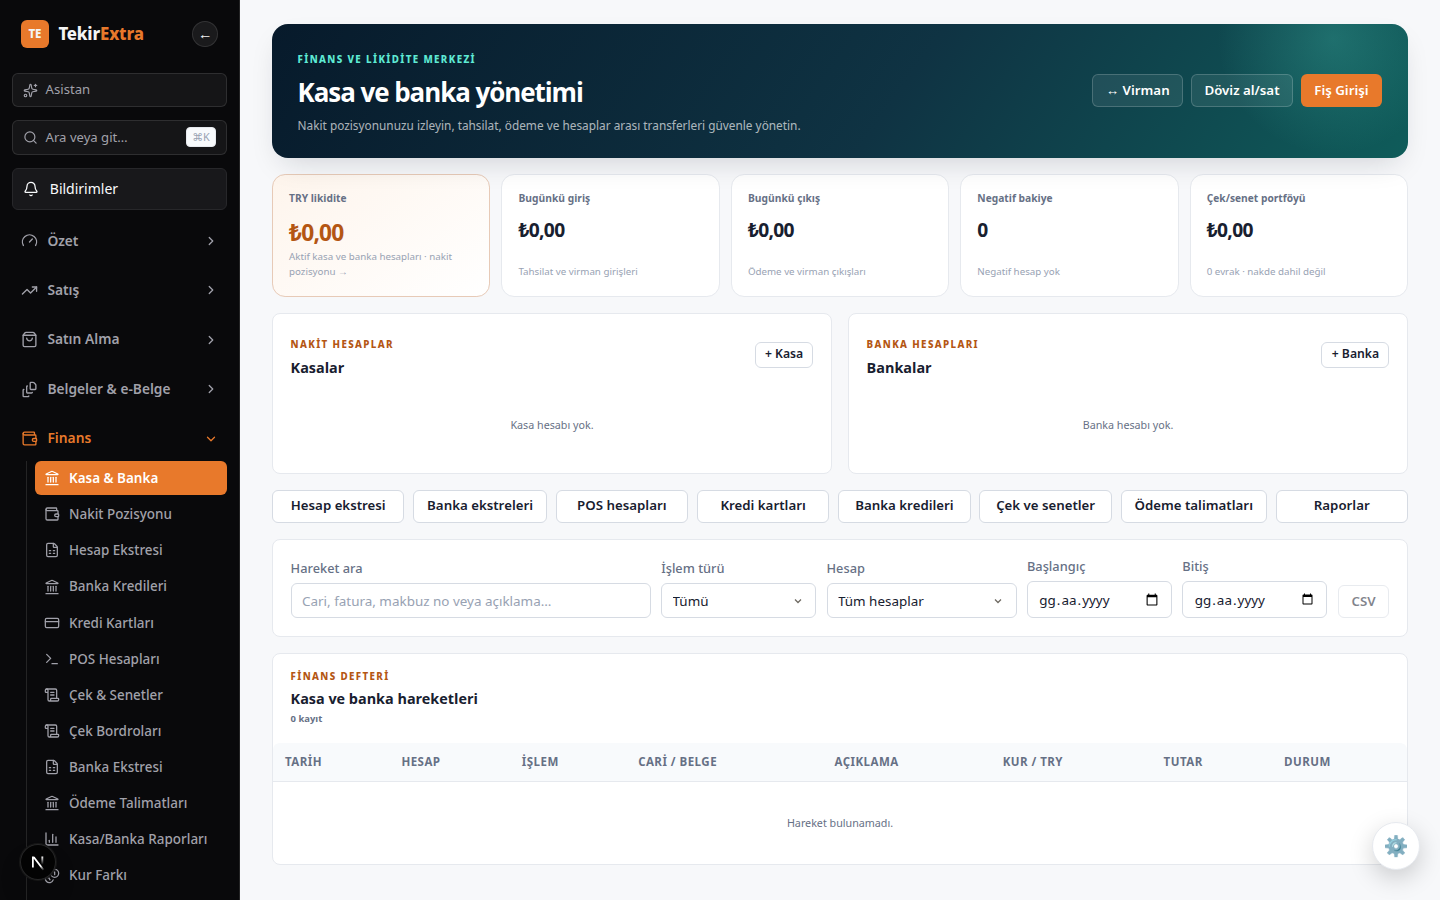 TE
TekirExtra
←
Asistan
Ara veya git...
⌘K
Bildirimler
Özet
Satış
Satın Alma
Belgeler & e-Belge
Finans
Kasa & Banka
Nakit Pozisyonu
Hesap Ekstresi
Banka Kredileri
Kredi Kartları
POS Hesapları
Çek & Senetler
Çek Bordroları
Banka Ekstresi
Ödeme Talimatları
Kasa/Banka Raporları
Kur Farkı
N
FİNANS VE LİKİDİTE MERKEZİ
Kasa ve banka yönetimi
Nakit pozisyonunuzu izleyin, tahsilat, ödeme ve hesaplar arası transferleri güvenle yönetin.
↔ Virman
Döviz al/sat
Fiş Girişi
TRY likidite
₺0,00
Aktif kasa ve banka hesapları · nakit
pozisyonu →
Bugünkü giriş
₺0,00
Tahsilat ve virman girişleri
Bugünkü çıkış
₺0,00
Ödeme ve virman çıkışları
Negatif bakiye
0
Negatif hesap yok
Çek/senet portföyü
₺0,00
0 evrak · nakde dahil değil
NAKİT HESAPLAR
Kasalar
+ Kasa
Kasa hesabı yok.
BANKA HESAPLARI
Bankalar
+ Banka
Banka hesabı yok.
Hesap ekstresi
Banka ekstreleri
POS hesapları
Kredi kartları
Banka kredileri
Çek ve senetler
Ödeme talimatları
Raporlar
Hareket ara
Cari, fatura, makbuz no veya açıklama...
İşlem türü
Tümü
Hesap
Tüm hesaplar
Başlangıç
gg.aa.yyyy
Bitiş
gg.aa.yyyy
CSV
FİNANS DEFTERİ
Kasa ve banka hareketleri
0 kayıt
TARİH HESAP İŞLEM CARİ / BELGE AÇIKLAMA KUR / TRY TUTAR DURUM
Hareket bulunamadı.